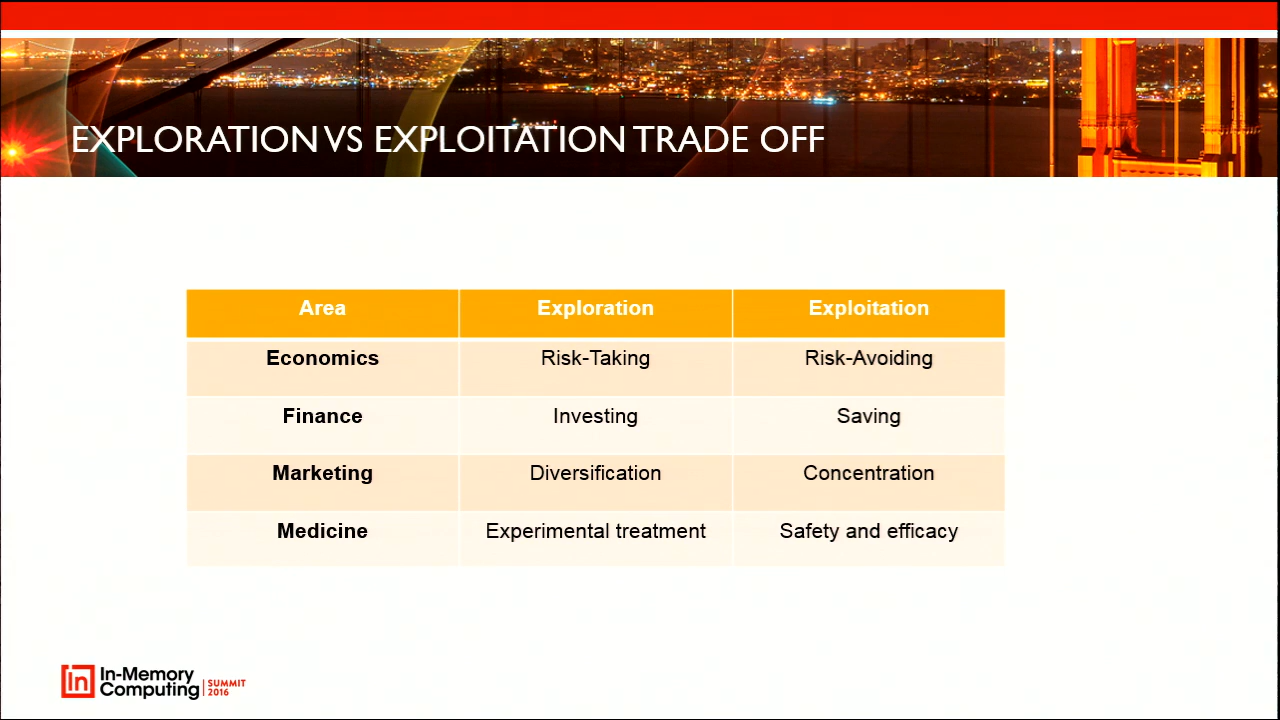 EXPLORATION VS EXPLOITATION TRADE OFF
Area Exploration Exploitation
Economics Risk-Taking Risk-Avoiding
Finance Investing Saving
Marketing Diversification Concentration
Medicine Experimental treatment Safety and efficacy
in In-Memory
Computing SUMMIT
2016